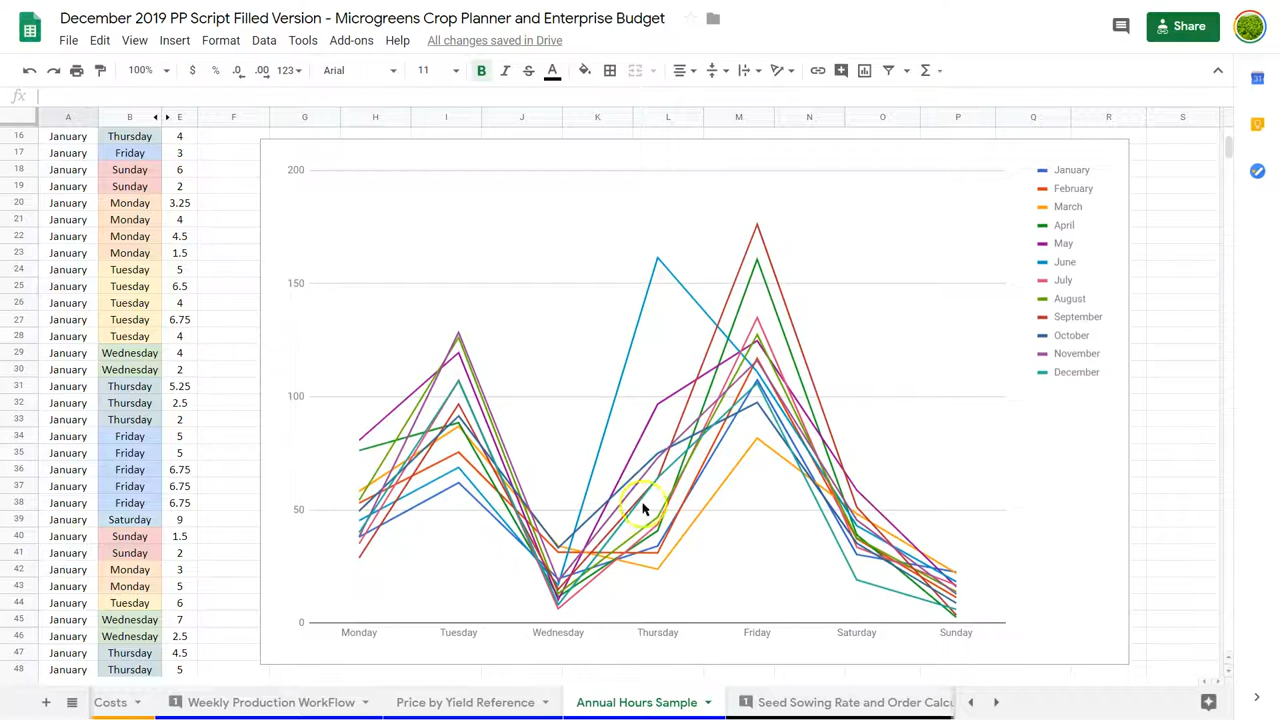 December 2019 PP Script Filled Version - Microgreens Crop Planner and Enterprise Budget
File Edit View Insert Format Data Tools Add-ons Help All changes saved in Drive
Share
100% $ % .0 .00 123 Arial 11 B I S A Σ
fx
A B E F G H I J K L M N O P Q R S
16 January Thursday 4
17 January Friday 3
18 January Sunday 6
19 January Sunday 2
20 January Monday 3.25
21 January Monday 4
22 January Monday 4.5
23 January Monday 1.5
24 January Tuesday 5
25 January Tuesday 6.5
26 January Tuesday 4
27 January Tuesday 6.75
28 January Tuesday 4
29 January Wednesday 4
30 January Wednesday 2
31 January Thursday 5.25
32 January Thursday 2.5
33 January Thursday 2
34 January Friday 5
35 January Friday 5
36 January Friday 6.75
37 January Friday 6.75
38 January Friday 6.75
39 January Saturday 9
40 January Sunday 1.5
41 January Sunday 2
42 January Monday 3
43 January Monday 5
44 January Tuesday 6
45 January Wednesday 7
46 January Wednesday 2.5
47 January Thursday 4.5
48 January Thursday 5
200
150
100
50
0
Monday Tuesday Wednesday Thursday Friday Saturday Sunday
January
February
March
April
May
June
July
August
September
October
November
December
Costs 1 Weekly Production WorkFlow Price by Yield Reference Annual Hours Sample 1 Seed Sowing Rate and Order Calcu
31